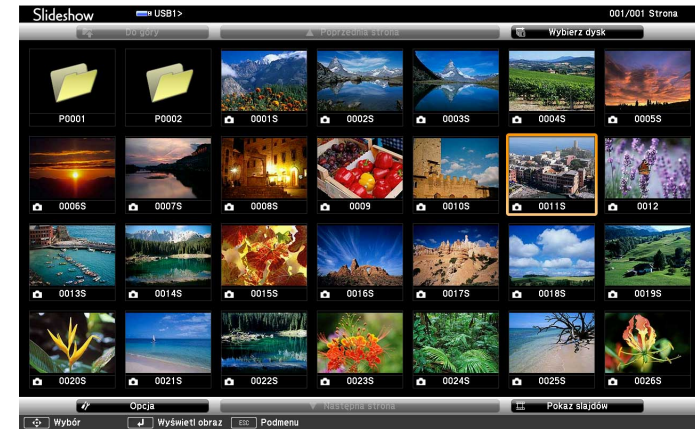 Slideshow USB1> 001/001 Strona
Do góry Poprzednia strona Wybierz dysk
P0001 P0002 0001S 0002S 0003S 0004S 0005S
0006S 0007S 0008S 0009 0010S 0011S 0012
0013S 0014S 0015S 0016S 0017S 0018S 0019S
0020S 0021S 0022S 0023S 0024S 0025S 0026S
Opcja Następna strona Pokaz slajdów
Wybór Wyświetl obraz ESC Podmenu